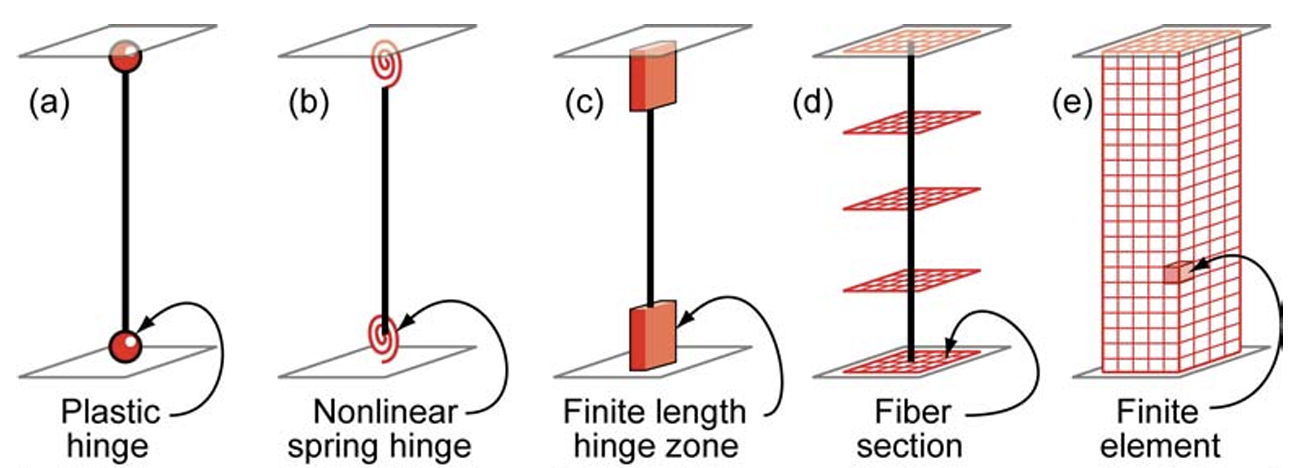 (a)
(b)
(c)
(d)
(e)
Plastic
hinge
Nonlinear
spring hinge
Finite length
hinge zone
Fiber
section
Finite
element